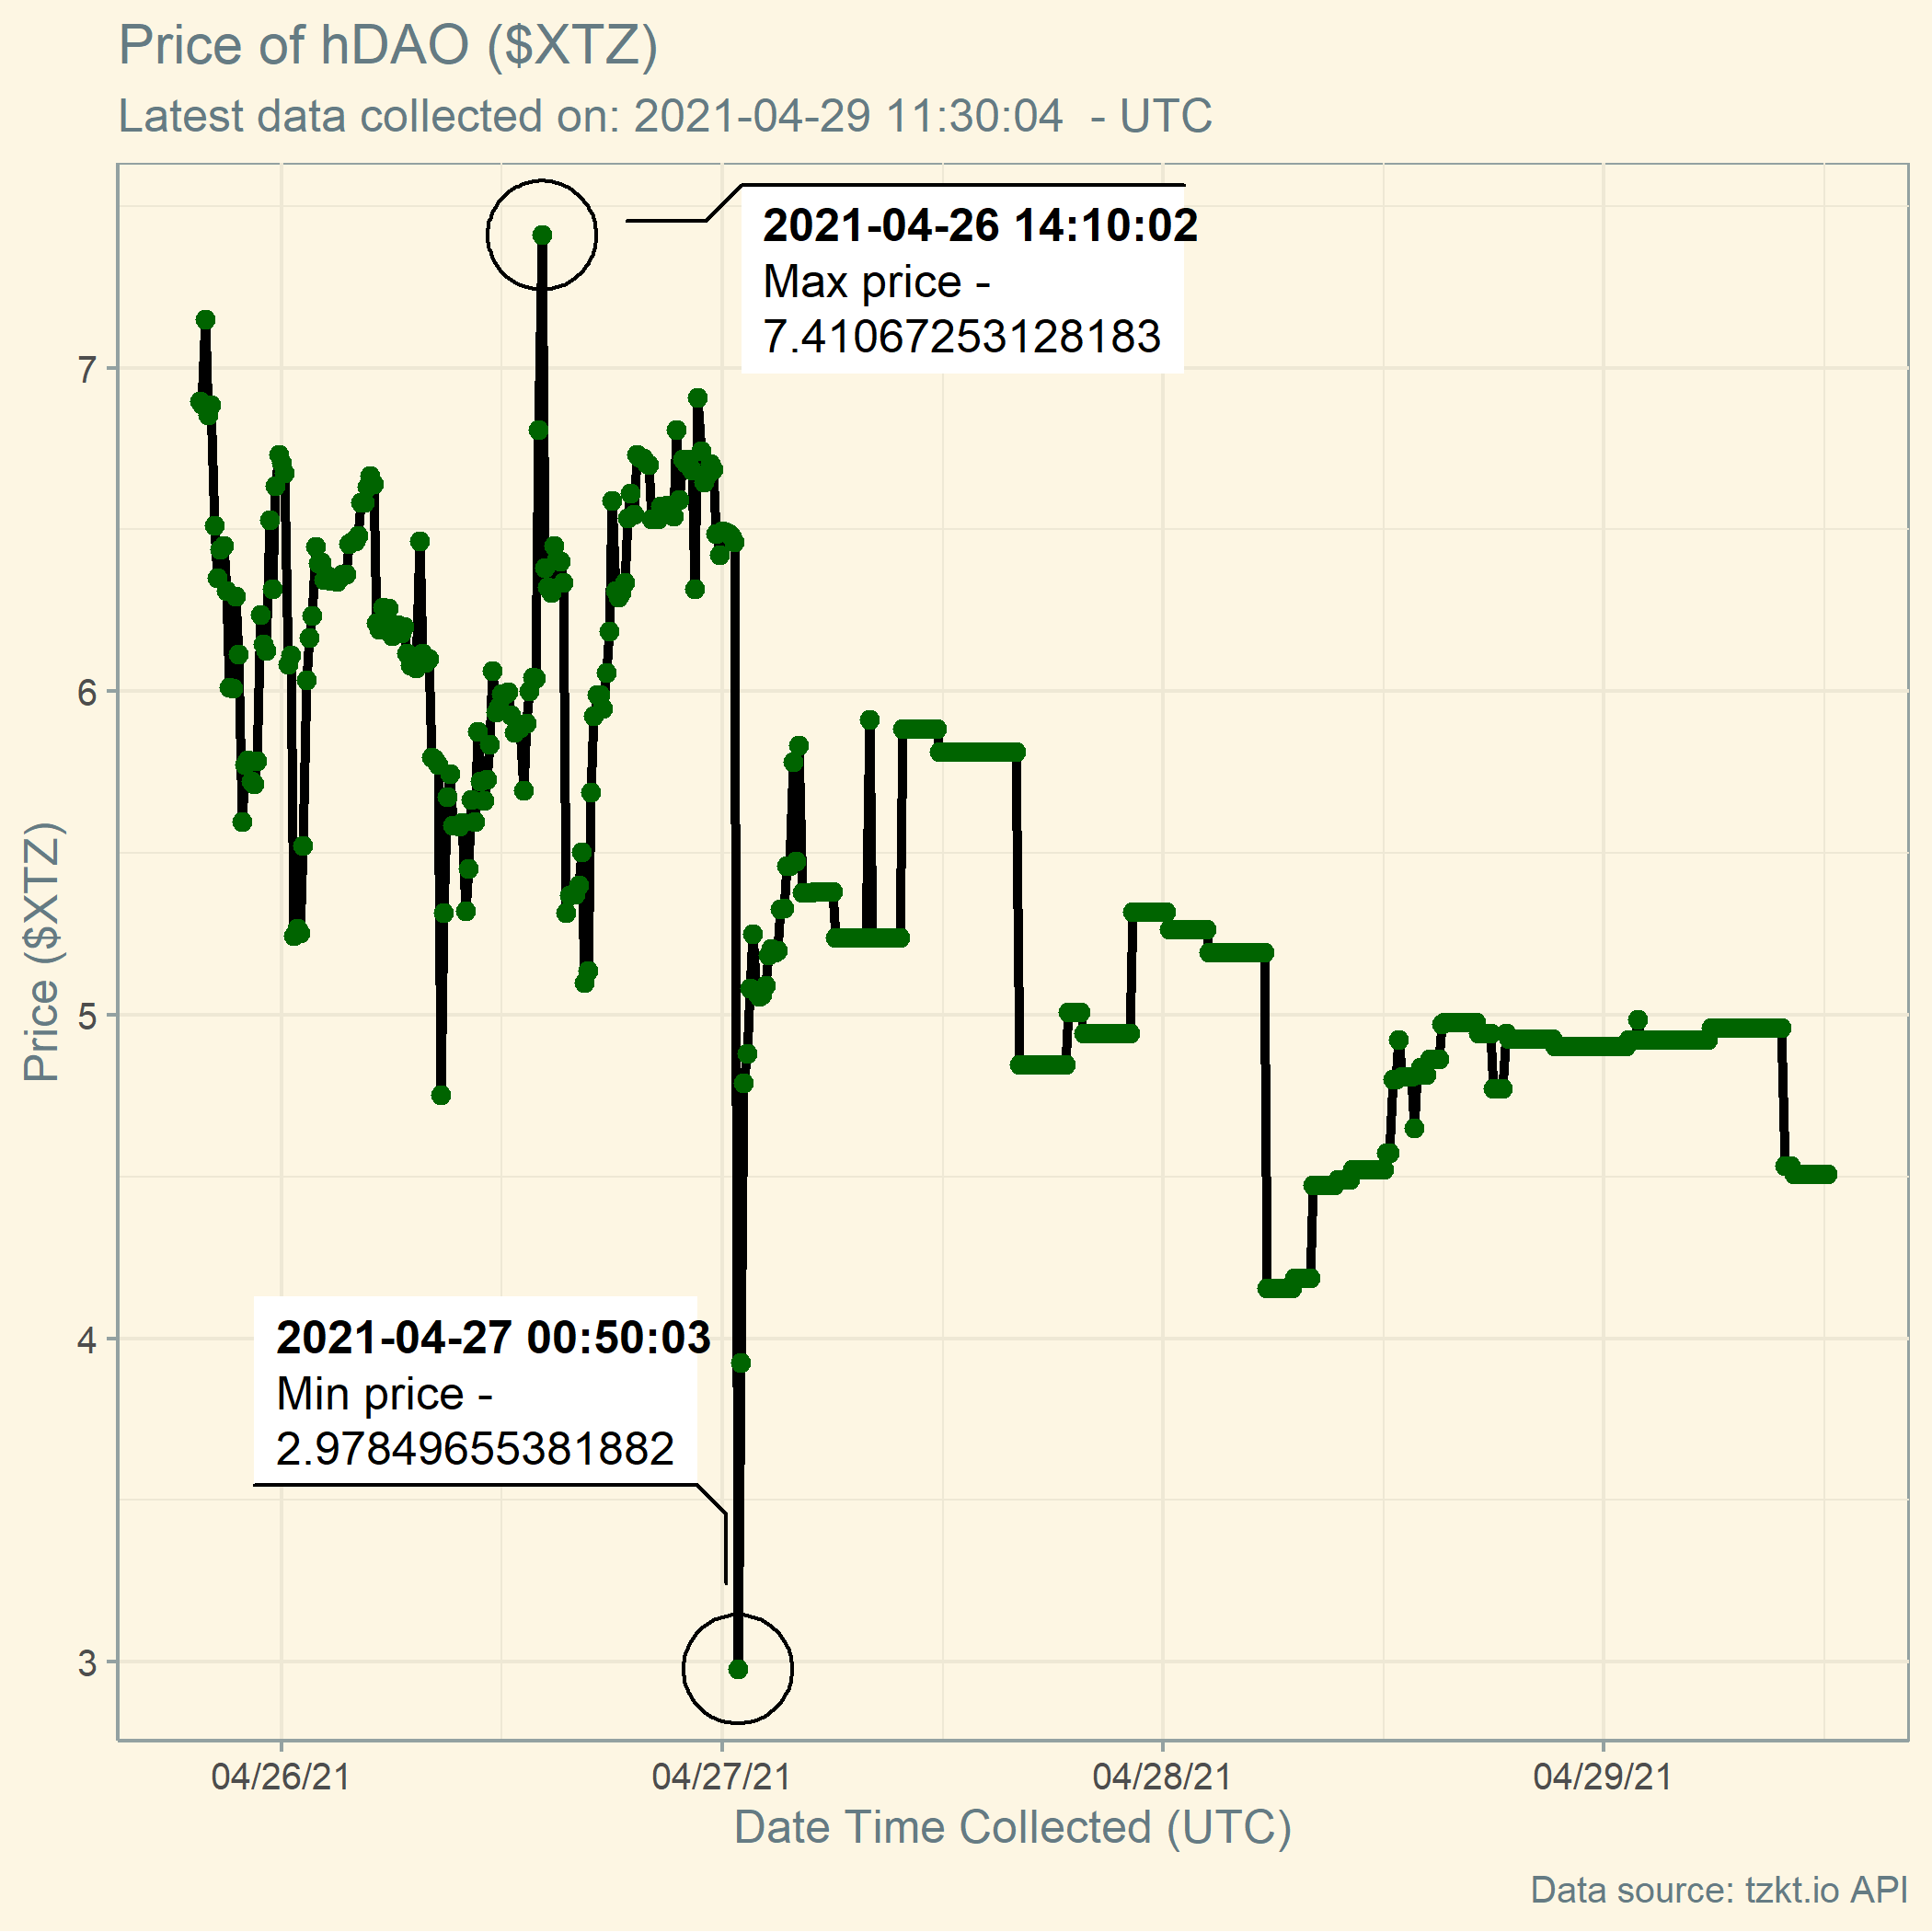 Price of hDAO ($XTZ)
Latest data collected on: 2021-04-29 11:30:04  - UTC
2021-04-26 14:10:02
Max price -
7.41067253128183
7
6
5
4
3
Price ($XTZ)
2021-04-27 00:50:03
Min price -
2.97849655381882
04/26/21
04/27/21
04/28/21
04/29/21
Date Time Collected (UTC)
Data source: tzkt.io API